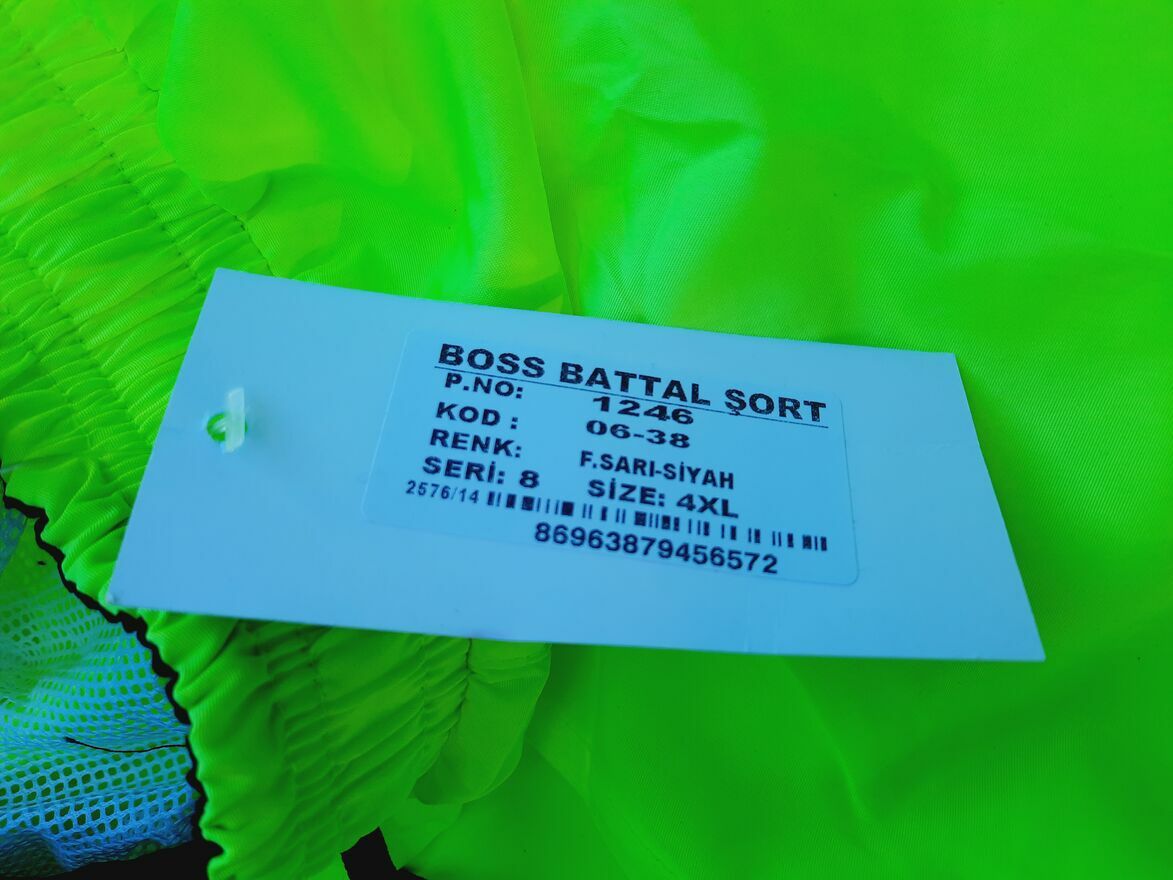 BOSS BATTAL ŞORT
P.NO: 1246
KOD : 06-38
RENK: F.SARI-SİYAH
SERİ: 8 SİZE: 4XL
2576/14
86963879456572